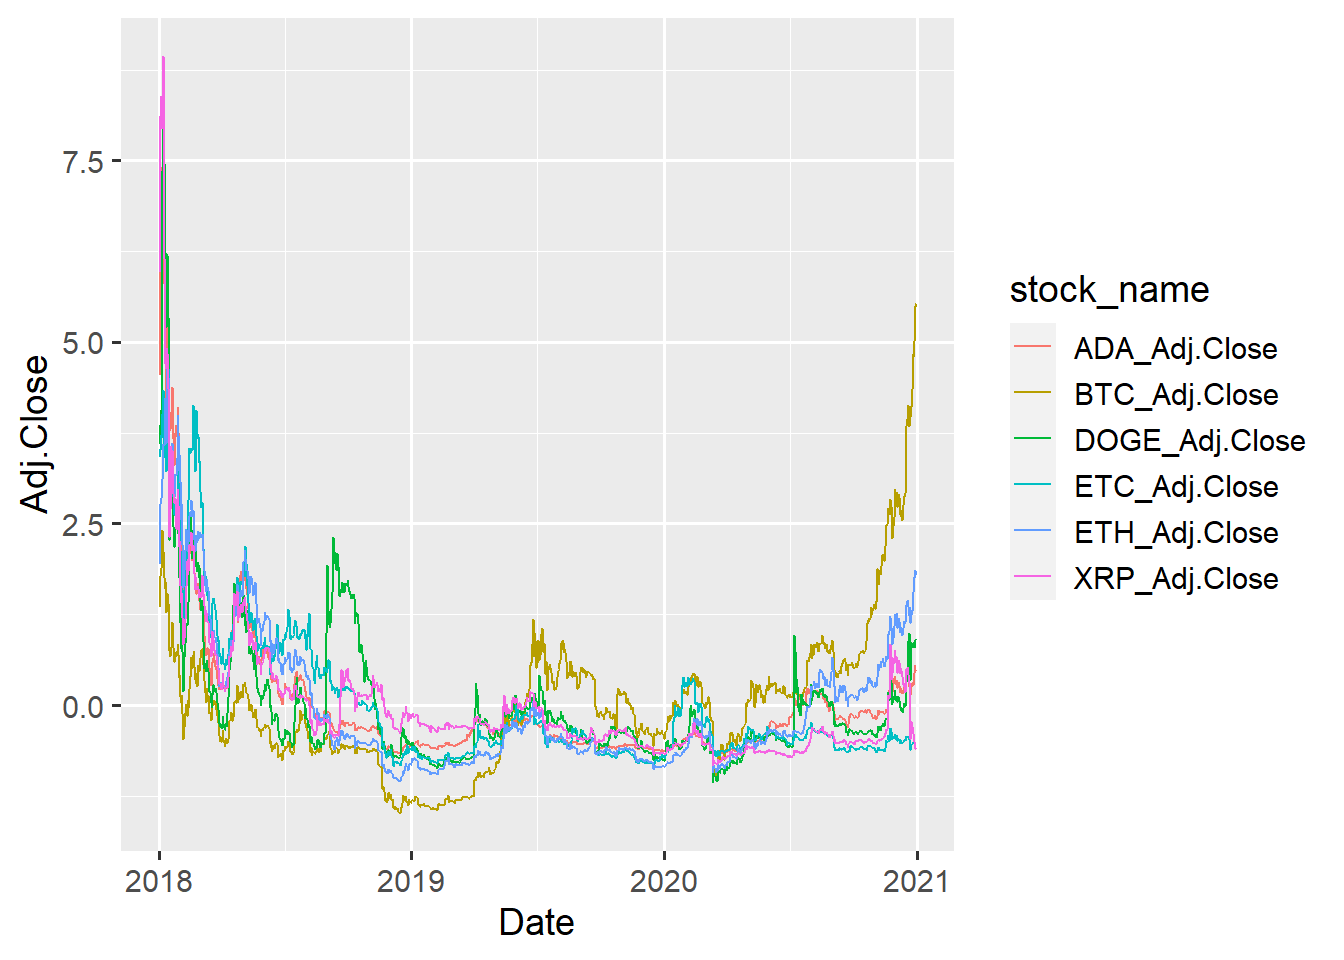 7.5
5.0
2.5
0.0
Adj.Close
2018
2019
2020
2021
Date
stock_name
ADA_Adj.Close
BTC_Adj.Close
DOGE_Adj.Close
ETC_Adj.Close
ETH_Adj.Close
XRP_Adj.Close